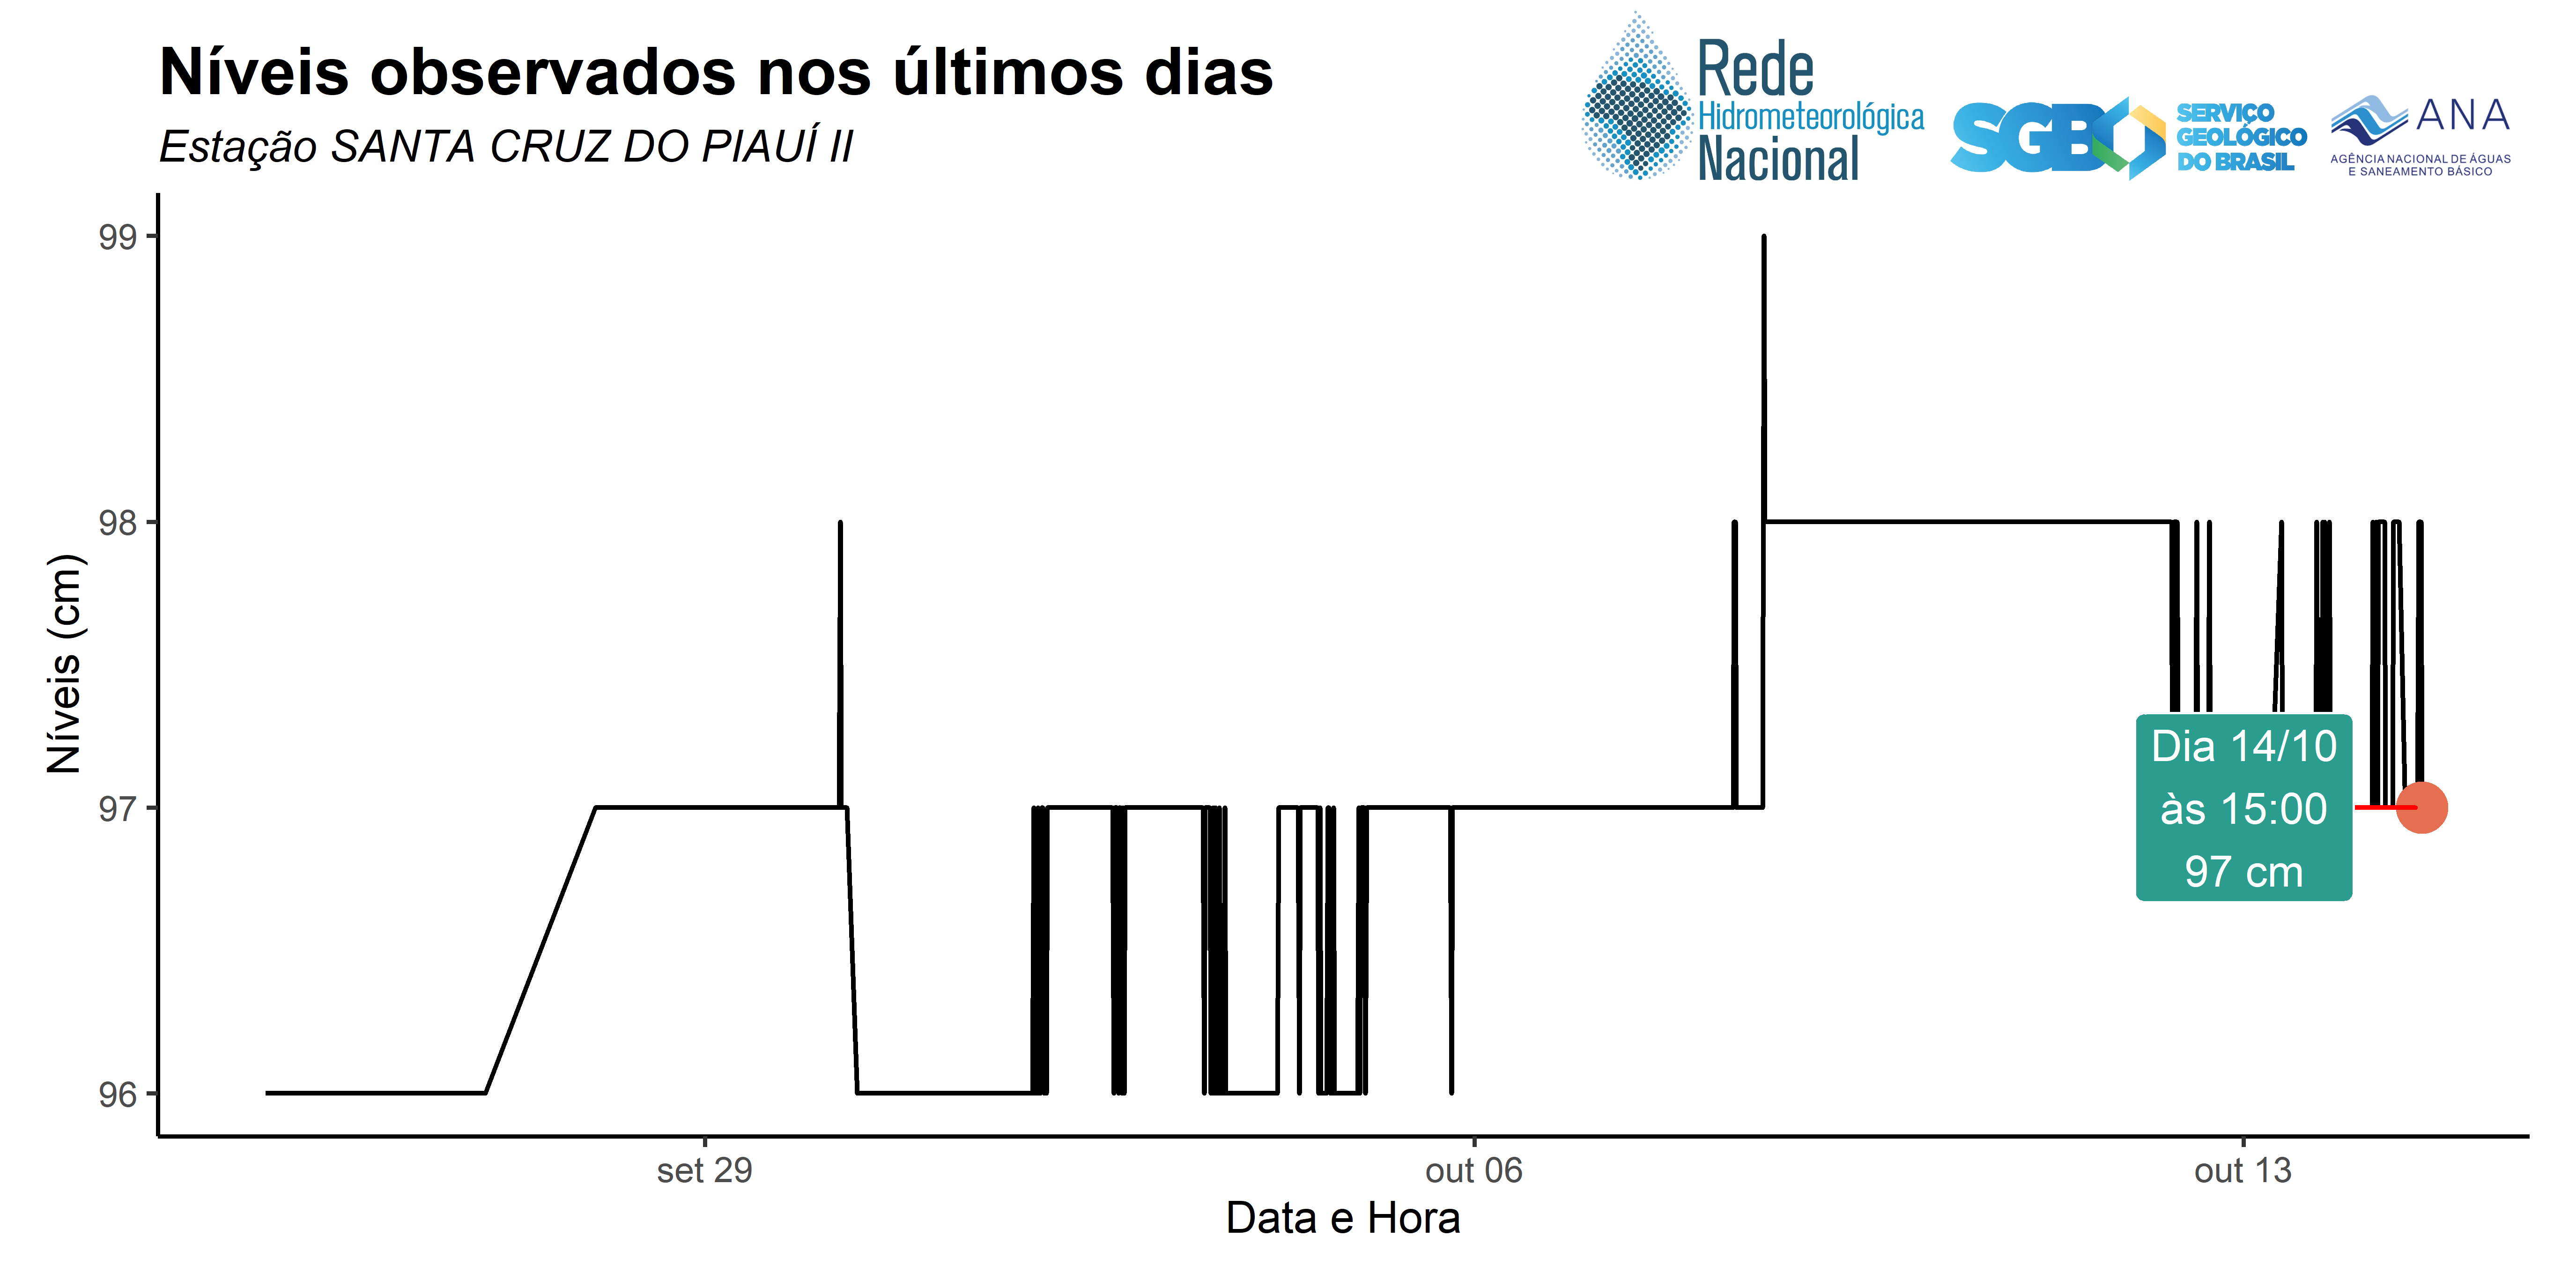 Níveis observados nos últimos dias
Estação SANTA CRUZ DO PIAUÍ II
Rede
Hidrometeorológica
Nacional
SGB
SERVIÇO
GEOLÓGICO
DO BRASIL
ANA
AGÊNCIA NACIONAL DE ÁGUAS
E SANEAMENTO BÁSICO
Níveis (cm)
99
98
97
96
Dia 14/10
às 15:00
97 cm
set 29
out 06
out 13
Data e Hora